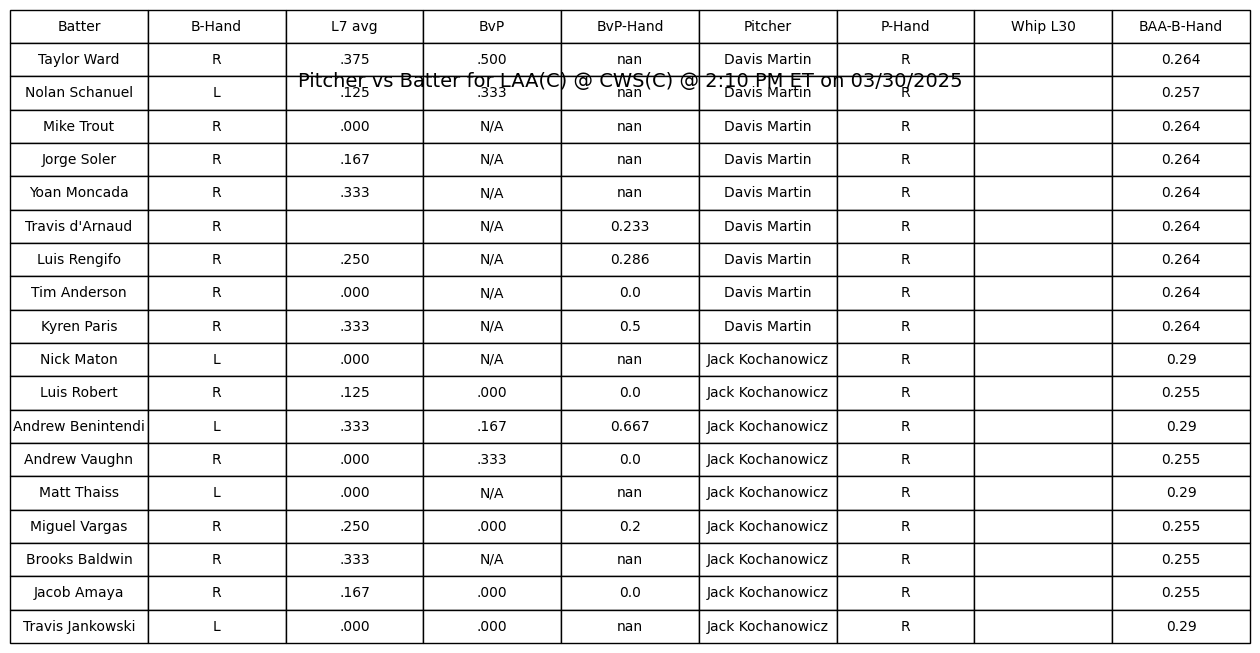 Batter B-Hand L7 avg BvP BvP-Hand Pitcher P-Hand Whip L30 BAA-B-Hand
Taylor Ward R .375 .500 nan Davis Martin R 0.264
Pitcher vs Batter for LAA(C) @ CWS(C) @ 2:10 PM ET on 03/30/2025
Nolan Schanuel L .125 .333 nan Davis Martin R 0.257
Mike Trout R .000 N/A nan Davis Martin R 0.264
Jorge Soler R .167 N/A nan Davis Martin R 0.264
Yoan Moncada R .333 N/A nan Davis Martin R 0.264
Travis d'Arnaud R N/A 0.233 Davis Martin R 0.264
Luis Rengifo R .250 N/A 0.286 Davis Martin R 0.264
Tim Anderson R .000 N/A 0.0 Davis Martin R 0.264
Kyren Paris R .333 N/A 0.5 Davis Martin R 0.264
Nick Maton L .000 N/A nan Jack Kochanowicz R 0.29
Luis Robert R .125 .000 0.0 Jack Kochanowicz R 0.255
Andrew Benintendi L .333 .167 0.667 Jack Kochanowicz R 0.29
Andrew Vaughn R .000 .333 0.0 Jack Kochanowicz R 0.255
Matt Thaiss L .000 N/A nan Jack Kochanowicz R 0.29
Miguel Vargas R .250 .000 0.2 Jack Kochanowicz R 0.255
Brooks Baldwin R .333 N/A nan Jack Kochanowicz R 0.255
Jacob Amaya R .167 .000 0.0 Jack Kochanowicz R 0.255
Travis Jankowski L .000 .000 nan Jack Kochanowicz R 0.29